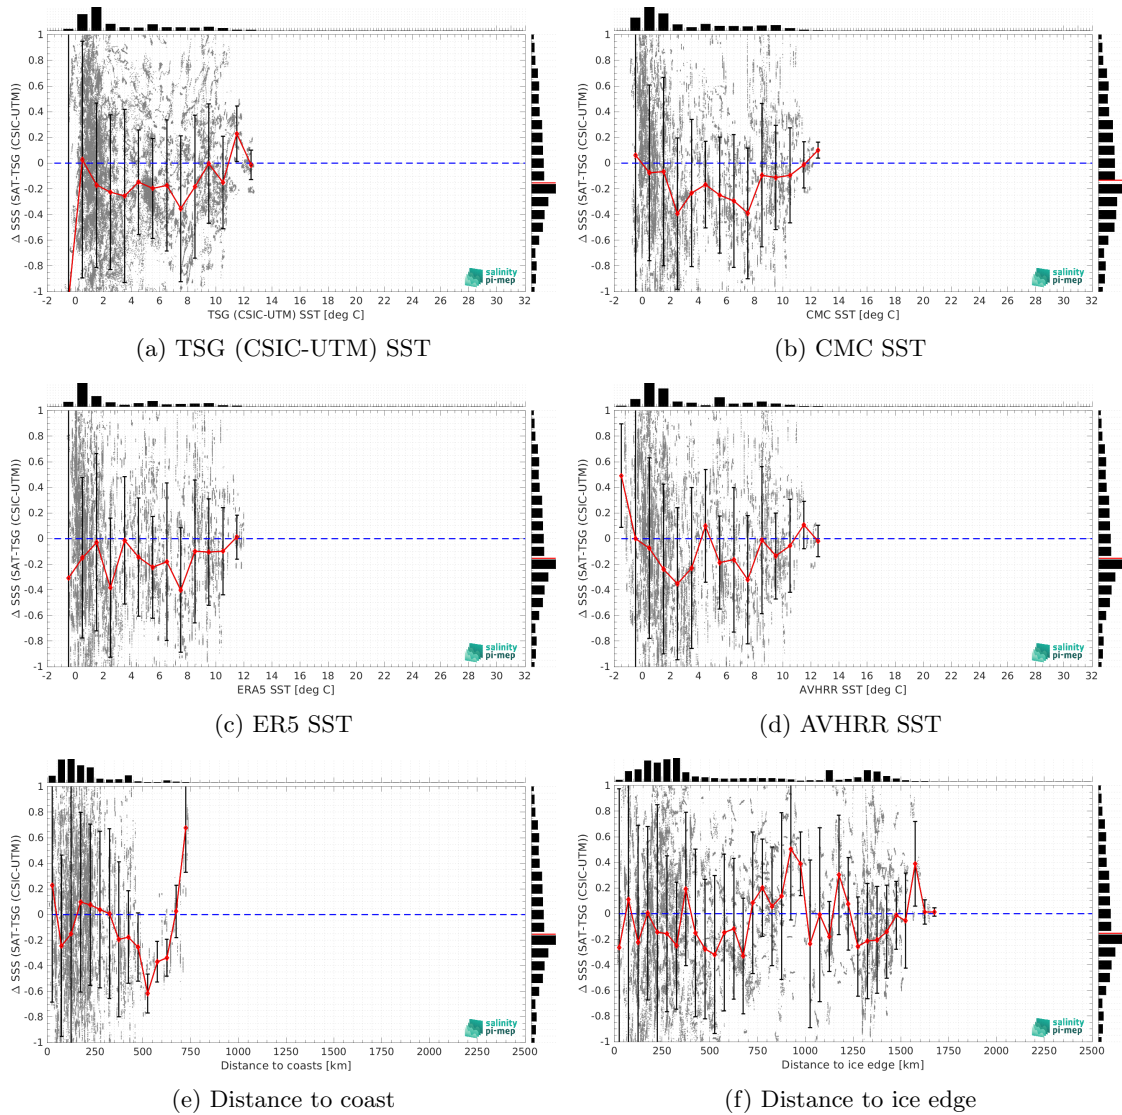 1
0.8
0.6
0.4
0.2
0
-0.2
-0.4
-0.6
-0.8
-1
Δ SSS (SAT-TSG (CSIC-UTM))
-2 0 2 4 6 8 10 12 14 16 18 20 22 24 26 28 30 32
TSG (CSIC-UTM) SST [deg C]
salinity
pi-mep
(a) TSG (CSIC-UTM) SST
1
0.8
0.6
0.4
0.2
0
-0.2
-0.4
-0.6
-0.8
-1
Δ SSS (SAT-TSG (CSIC-UTM))
-2 0 2 4 6 8 10 12 14 16 18 20 22 24 26 28 30 32
CMC SST [deg C]
salinity
pi-mep
(b) CMC SST
1
0.8
0.6
0.4
0.2
0
-0.2
-0.4
-0.6
-0.8
-1
Δ SSS (SAT-TSG (CSIC-UTM))
-2 0 2 4 6 8 10 12 14 16 18 20 22 24 26 28 30 32
ERA5 SST [deg C]
salinity
pi-mep
(c) ER5 SST
1
0.8
0.6
0.4
0.2
0
-0.2
-0.4
-0.6
-0.8
-1
Δ SSS (SAT-TSG (CSIC-UTM))
-2 0 2 4 6 8 10 12 14 16 18 20 22 24 26 28 30 32
AVHRR SST [deg C]
salinity
pi-mep
(d) AVHRR SST
1
0.8
0.6
0.4
0.2
0
-0.2
-0.4
-0.6
-0.8
-1
Δ SSS (SAT-TSG (CSIC-UTM))
0 250 500 750 1000 1250 1500 1750 2000 2250 2500
Distance to coasts [km]
salinity
pi-mep
(e) Distance to coast
1
0.8
0.6
0.4
0.2
0
-0.2
-0.4
-0.6
-0.8
-1
Δ SSS (SAT-TSG (CSIC-UTM))
0 250 500 750 1000 1250 1500 1750 2000 2250 2500
Distance to ice edge [km]
salinity
pi-mep
(f) Distance to ice edge